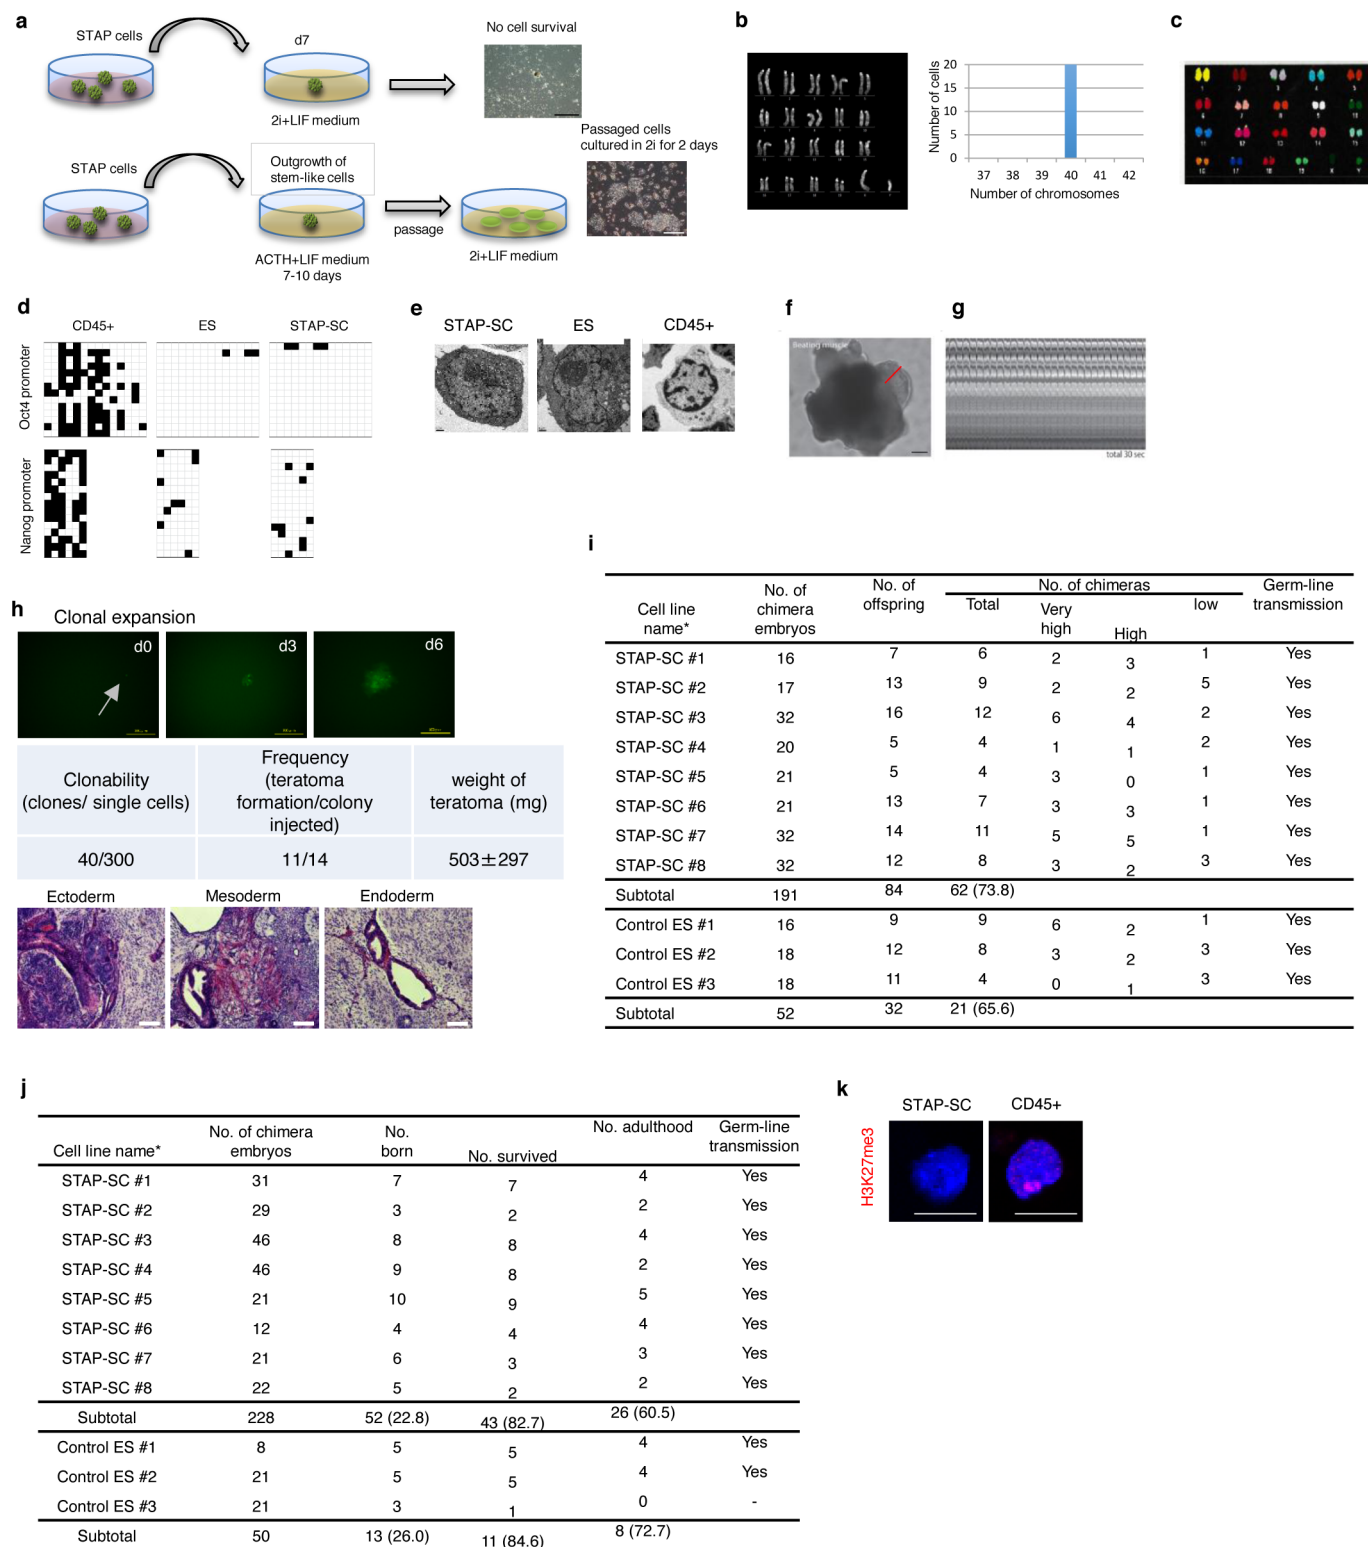 a
STAP cells
d7
2i+LIF medium
No cell survival
STAP cells
Outgrowth of
stem-like cells
ACTH+LIF medium
7-10 days
passage
2i+LIF medium
Passaged cells
cultured in 2i for 2 days
b
Number of cells
20
15
10
5
0
37 38 39 40 41 42
Number of chromosomes
c
d
CD45+ ES STAP-SC
Oct4 promoter
Nanog promoter
e
STAP-SC ES CD45+
f
Beating muscle
g
total 30 sec
h
Clonal expansion
d0 d3 d6
Clonability
(clones/ single cells)
Frequency
(teratoma
formation/colony
injected)
weight of
teratoma (mg)
40/300 11/14 503±297
Ectoderm Mesoderm Endoderm
i
Cell line
name*
No. of
chimera
embryos
No. of
offspring
No. of chimeras
Total
Very
high
High
low
Germ-line
transmission
STAP-SC #1 16 7 6 2 3 1 Yes
STAP-SC #2 17 13 9 2 2 5 Yes
STAP-SC #3 32 16 12 6 4 2 Yes
STAP-SC #4 20 5 4 1 1 2 Yes
STAP-SC #5 21 5 4 3 0 1 Yes
STAP-SC #6 21 13 7 3 3 1 Yes
STAP-SC #7 32 14 11 5 5 1 Yes
STAP-SC #8 32 12 8 3 2 3 Yes
Subtotal 191 84 62 (73.8)
Control ES #1 16 9 9 6 2 1 Yes
Control ES #2 18 12 8 3 2 3 Yes
Control ES #3 18 11 4 0 1 3 Yes
Subtotal 52 32 21 (65.6)
j
Cell line name*
No. of chimera
embryos
No.
born
No. survived
No. adulthood
Germ-line
transmission
STAP-SC #1 31 7 7 4 Yes
STAP-SC #2 29 3 2 2 Yes
STAP-SC #3 46 8 8 4 Yes
STAP-SC #4 46 9 8 2 Yes
STAP-SC #5 21 10 9 5 Yes
STAP-SC #6 12 4 4 4 Yes
STAP-SC #7 21 6 3 3 Yes
STAP-SC #8 22 5 2 2 Yes
Subtotal 228 52 (22.8) 43 (82.7) 26 (60.5)
Control ES #1 8 5 5 4 Yes
Control ES #2 21 5 5 4 Yes
Control ES #3 21 3 1 0 -
Subtotal 50 13 (26.0) 11 (84.6) 8 (72.7)
k
STAP-SC CD45+
H3K27me3